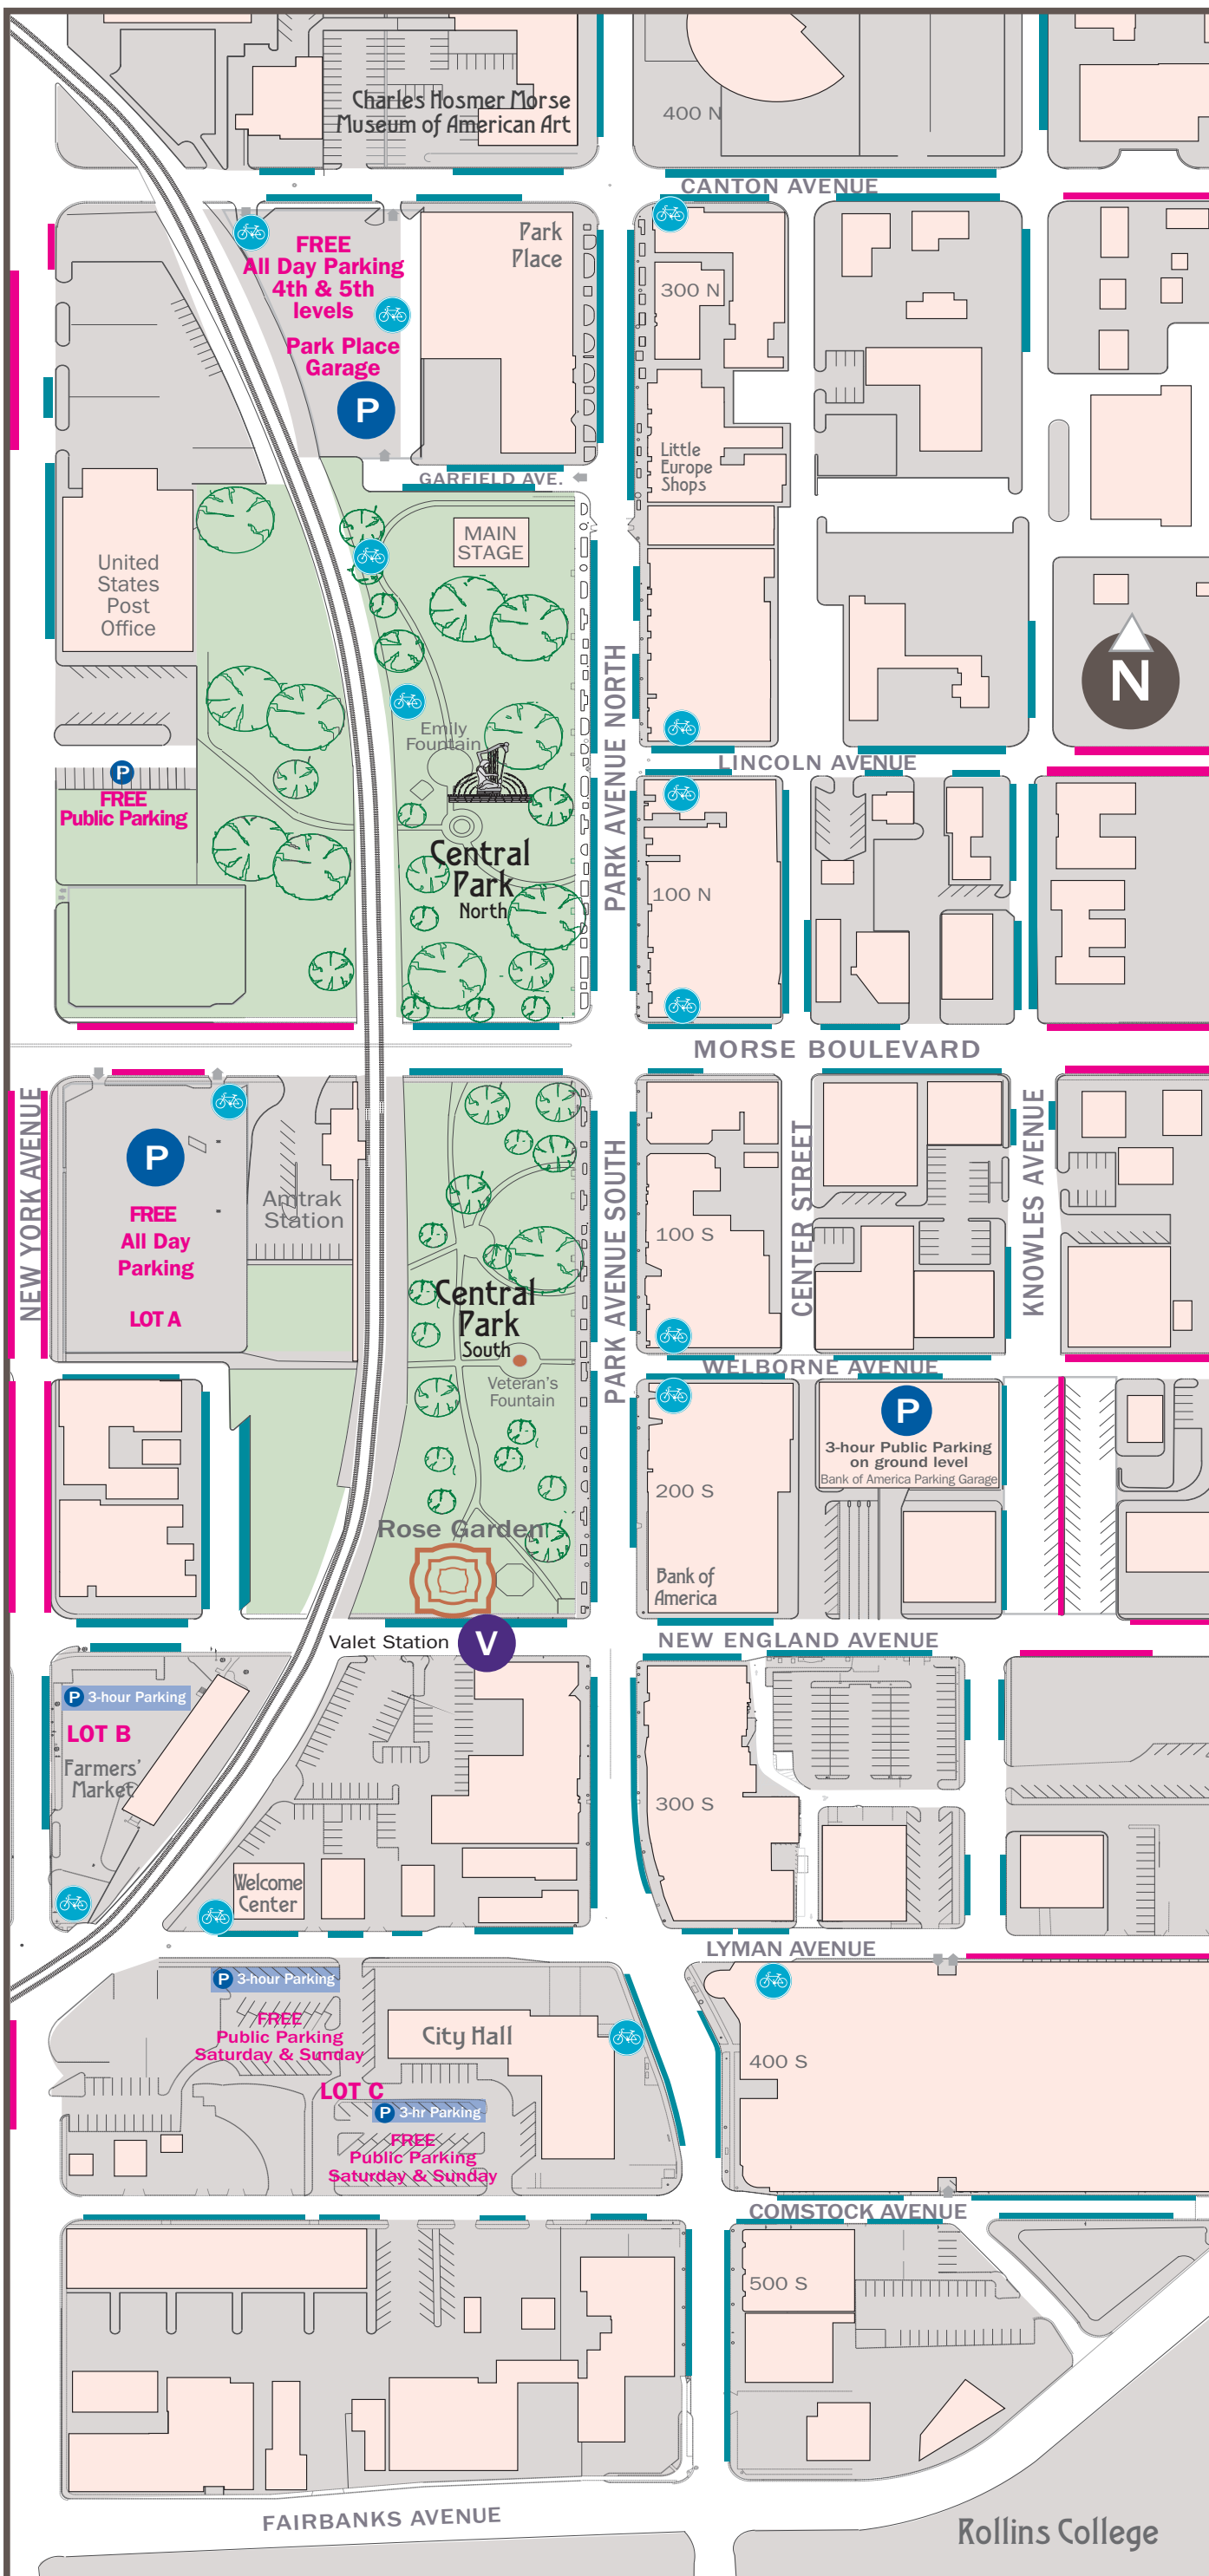 Charles Hosmer Morse
Museum of American Art
400 N
CANTON AVENUE
FREE
All Day Parking
4th & 5th
levels
Park Place
Garage
P
Park
Place
300 N
Little
Europe
Shops
GARFIELD AVE.
MAIN
STAGE
United
States
Post
Office
N
PARK AVENUE NORTH
Emily
Fountain
LINCOLN AVENUE
P
FREE
Public Parking
Central
Park
North
100 N
MORSE BOULEVARD
NEW YORK AVENUE
P
FREE
All Day
Parking
LOT A
Amtrak
Station
PARK AVENUE SOUTH
100 S
CENTER STREET
KNOWLES AVENUE
Central
Park
South
Veteran's
Fountain
WELBORNE AVENUE
P
3-hour Public Parking
on ground level
Bank of America Parking Garage
200 S
Rose Garden
Bank of
America
Valet Station
V
NEW ENGLAND AVENUE
P 3-hour Parking
LOT B
Farmers'
Market
300 S
Welcome
Center
LYMAN AVENUE
P 3-hour Parking
FREE
Public Parking
Saturday & Sunday
City Hall
400 S
LOT C
P 3-hr Parking
FREE
Public Parking
Saturday & Sunday
COMSTOCK AVENUE
500 S
FAIRBANKS AVENUE
Rollins College